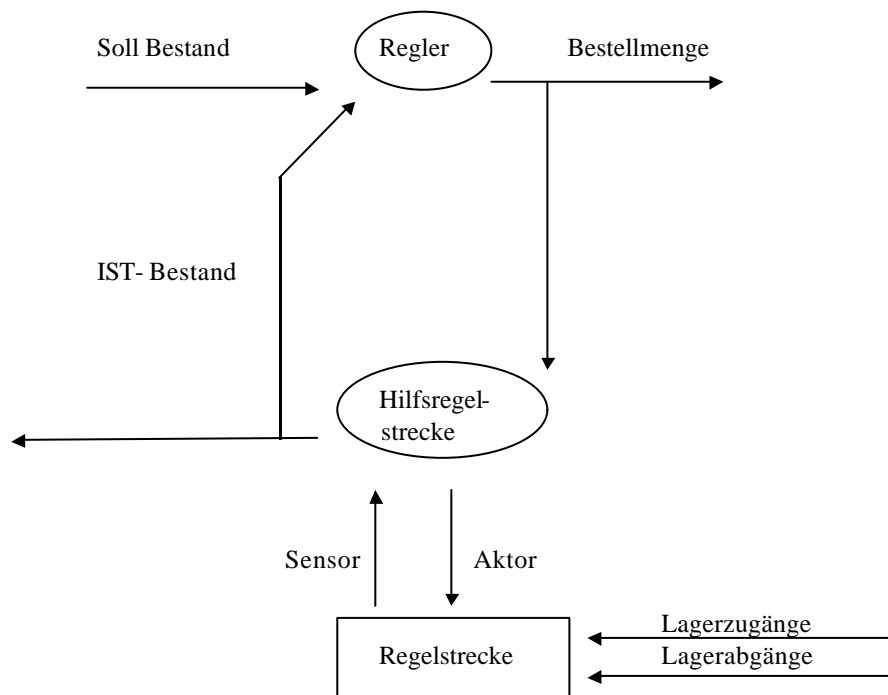 Soll Bestand
Regler
Bestellmenge
IST- Bestand
Hilfsregel-
strecke
Sensor
Aktor
Lagerzugänge
Regelstrecke
Lagerabgänge